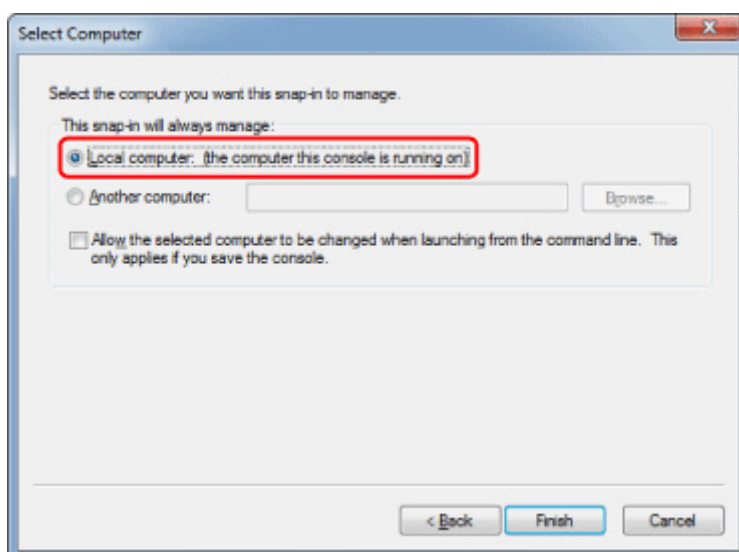 Select Computer
Select the computer you want this snap-in to manage.
This snap-in will always manage:
Local computer: (the computer this console is running on)
Another computer:
Browse...
Allow the selected computer to be changed when launching from the command line. This
only applies if you save the console.
< Back
Finish
Cancel